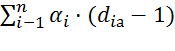 ∑_{i−1}^{n} α_i · (d_{ia} − 1)